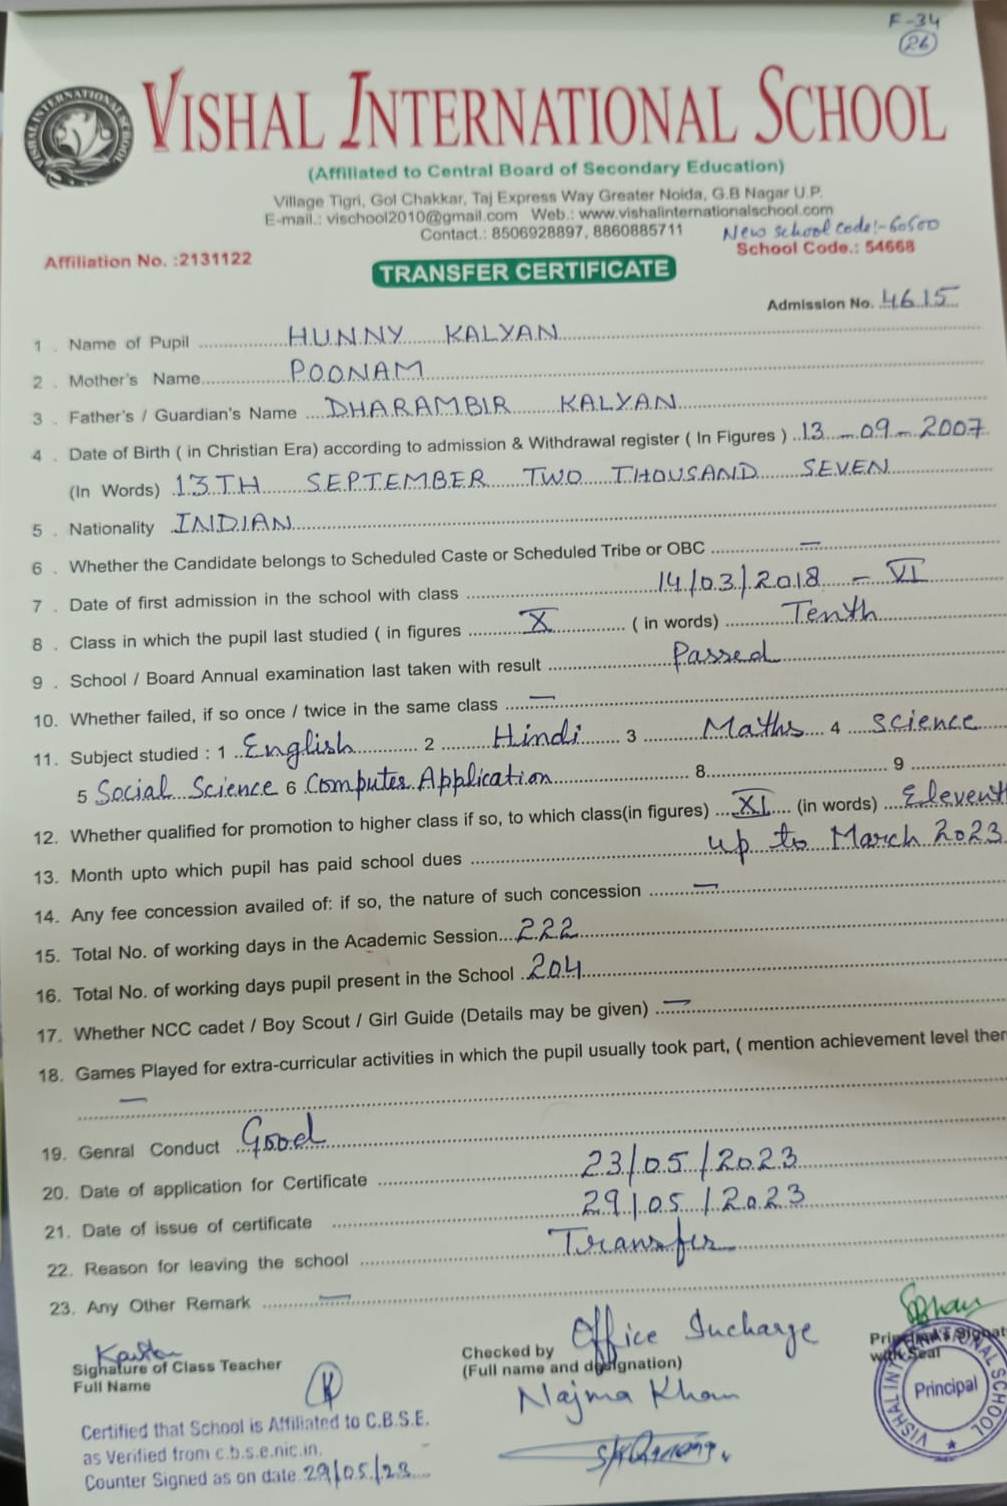 F-34
26
VISHAL INTERNATIONAL SCHOOL
(Affiliated to Central Board of Secondary Education)
Village Tigri, Gol Chakkar, Taj Express Way Greater Noida, G.B Nagar U.P.
E-mail.: vischool2010@gmail.com Web.: www.vishalinternationalschool.com
Contact.: 8506928897, 8860885711
New school code:- 60500
Affiliation No. :2131122
School Code.: 54668
TRANSFER CERTIFICATE
Admission No. 4615
1 . Name of Pupil HUNNY KALYAN
2 . Mother's Name POONAM
3 . Father's / Guardian's Name DHARAMBIR KALYAN
4 . Date of Birth ( in Christian Era) according to admission & Withdrawal register ( In Figures ) 13 - 09 - 2007
(In Words) 13TH SEPTEMBER TWO THOUSAND SEVEN
5 . Nationality INDIAN
6 . Whether the Candidate belongs to Scheduled Caste or Scheduled Tribe or OBC —
7 . Date of first admission in the school with class 14/03/2018 - VI
8 . Class in which the pupil last studied ( in figures X ( in words) Tenth
9 . School / Board Annual examination last taken with result Passed
10. Whether failed, if so once / twice in the same class —
11. Subject studied : 1 English 2 Hindi 3 Maths 4 Science
5 Social Science 6 Computer Application 8 9
12. Whether qualified for promotion to higher class if so, to which class(in figures) XI (in words) Eleventh
13. Month upto which pupil has paid school dues up to March 2023
14. Any fee concession availed of: if so, the nature of such concession —
15. Total No. of working days in the Academic Session 222
16. Total No. of working days pupil present in the School 204
17. Whether NCC cadet / Boy Scout / Girl Guide (Details may be given) —
18. Games Played for extra-curricular activities in which the pupil usually took part, ( mention achievement level ther
—
19. Genral Conduct Good
20. Date of application for Certificate 23/05/2023
21. Date of issue of certificate 29/05/2023
22. Reason for leaving the school Transfer
23. Any Other Remark —
Signature of Class Teacher
Full Name
Checked by Office Incharge
(Full name and designation)
Najma Khan
Principal's Signat
with Seal
VISHAL INTERNATIONAL SCHOOL
Principal
Certified that School is Affiliated to C.B.S.E.
as Verified from c.b.s.e.nic.in.
Counter Signed as on date 29/05/23